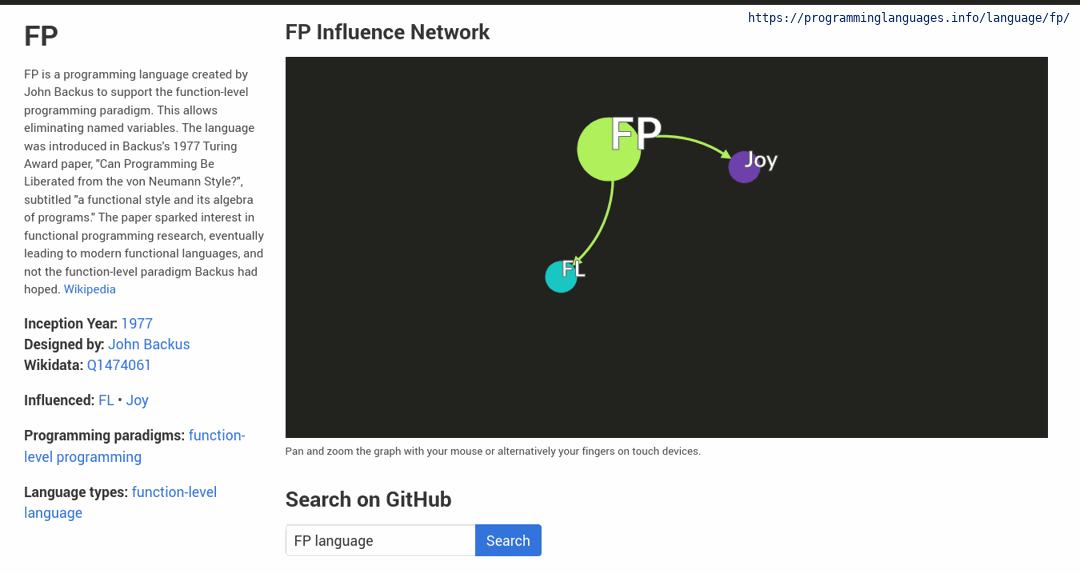 https://programminglanguages.info/language/fp/
FP
FP is a programming language created by
John Backus to support the function-level
programming paradigm. This allows
eliminating named variables. The language
was introduced in Backus's 1977 Turing
Award paper, "Can Programming Be
Liberated from the von Neumann Style?",
subtitled "a functional style and its algebra
of programs." The paper sparked interest in
functional programming research, eventually
leading to modern functional languages, and
not the function-level paradigm Backus had
hoped. Wikipedia
Inception Year: 1977
Designed by: John Backus
Wikidata: Q1474061
Influenced: FL • Joy
Programming paradigms: function-
level programming
Language types: function-level
language
FP Influence Network
FP
Joy
FL
Pan and zoom the graph with your mouse or alternatively your fingers on touch devices.
Search on GitHub
FP language
Search